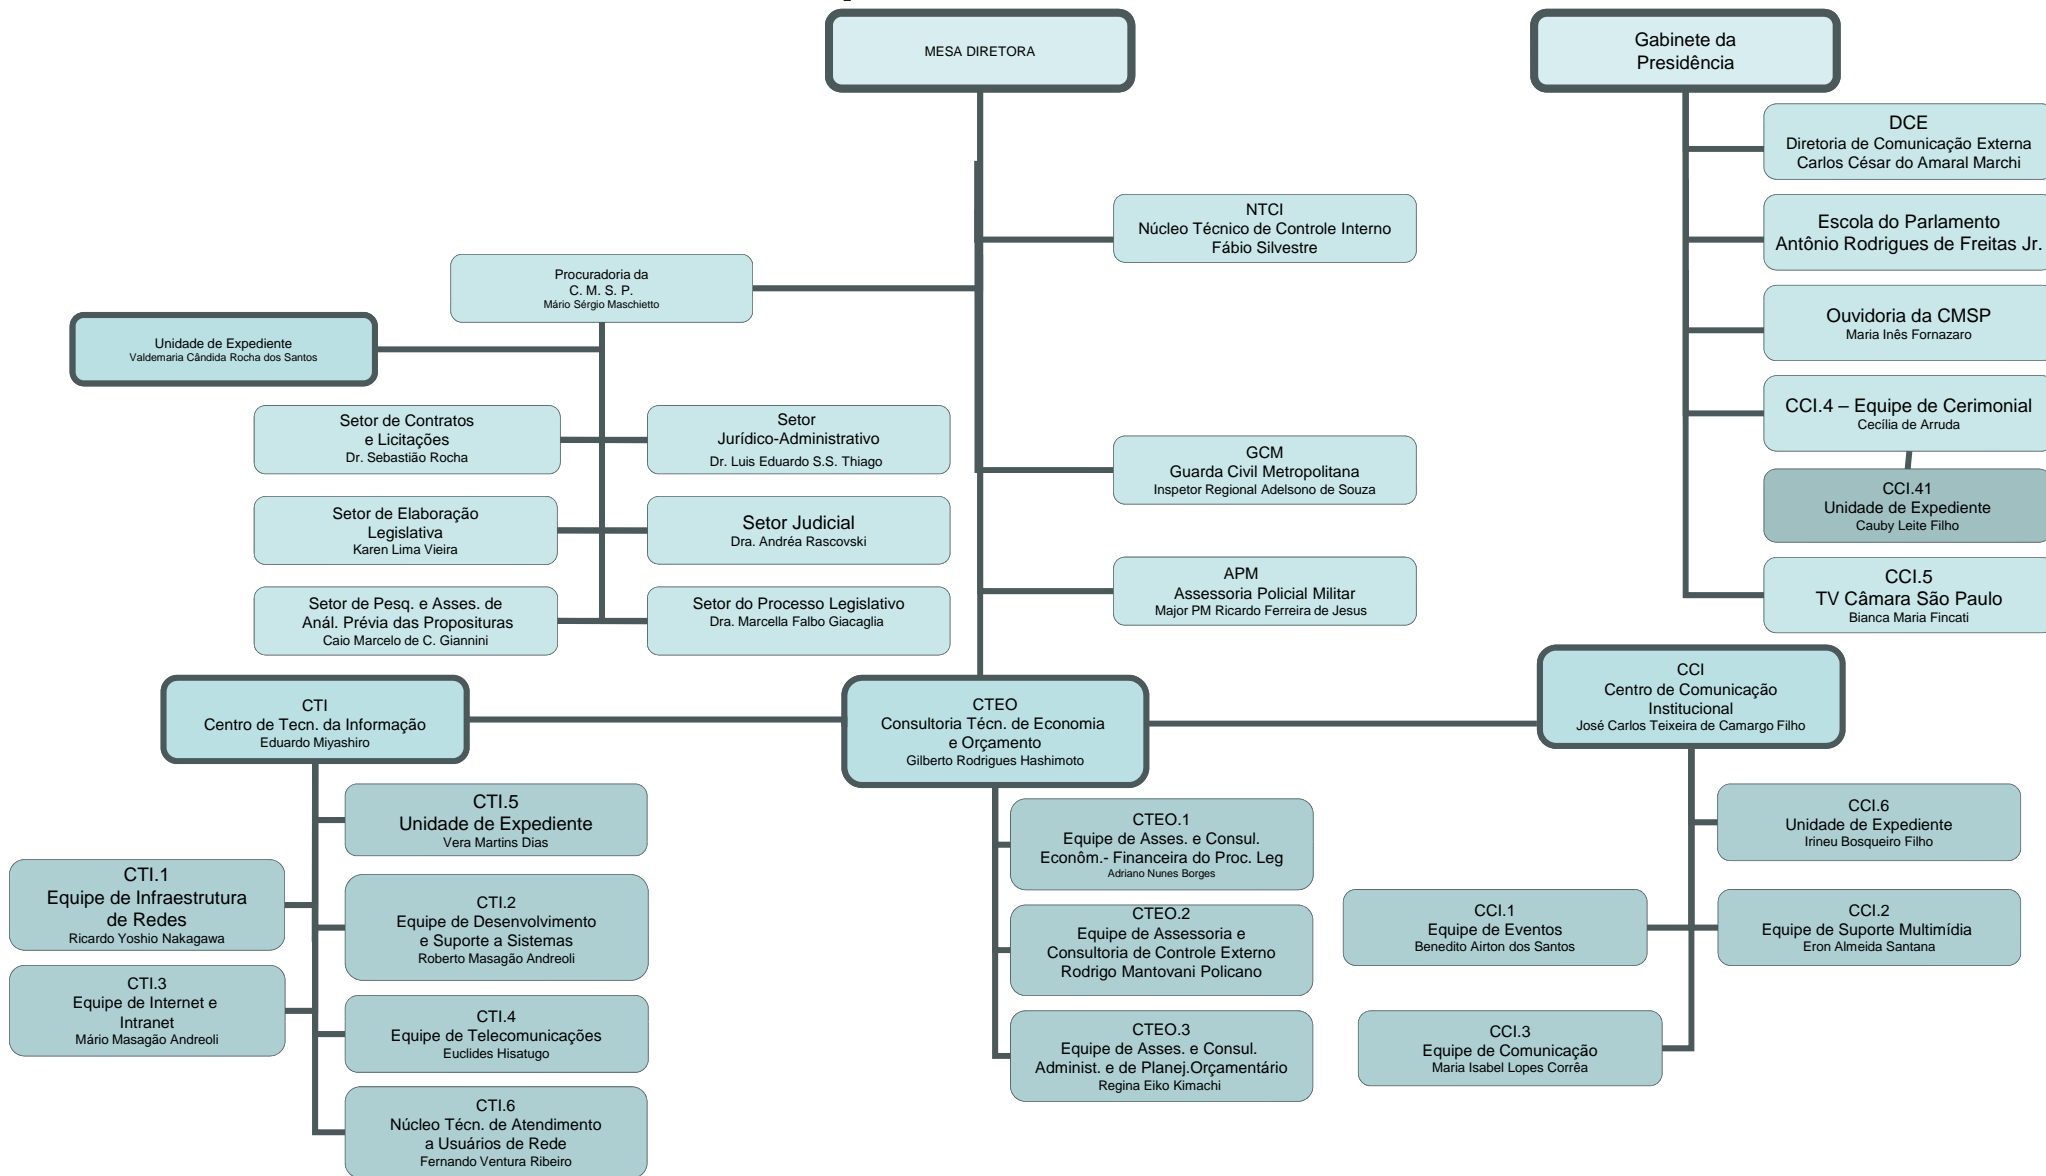 MESA DIRETORA
Gabinete da
Presidência
DCE
Diretoria de Comunicação Externa
Carlos César do Amaral Marchi
Escola do Parlamento
Antônio Rodrigues de Freitas Jr.
Ouvidoria da CMSP
Maria Inês Fornazaro
CCI.4 – Equipe de Cerimonial
Cecília de Arruda
CCI.41
Unidade de Expediente
Cauby Leite Filho
CCI.5
TV Câmara São Paulo
Bianca Maria Fincati
NTCI
Núcleo Técnico de Controle Interno
Fábio Silvestre
Procuradoria da
C. M. S. P.
Mário Sérgio Maschietto
Unidade de Expediente
Valdemaria Cândida Rocha dos Santos
Setor de Contratos
e Licitações
Dr. Sebastião Rocha
Setor
Jurídico-Administrativo
Dr. Luis Eduardo S.S. Thiago
Setor de Elaboração
Legislativa
Karen Lima Vieira
Setor Judicial
Dra. Andréa Rascovski
Setor de Pesq. e Asses. de
Anál. Prévia das Proposituras
Caio Marcelo de C. Giannini
Setor do Processo Legislativo
Dra. Marcella Falbo Giacaglia
GCM
Guarda Civil Metropolitana
Inspetor Regional Adelsono de Souza
APM
Assessoria Policial Militar
Major PM Ricardo Ferreira de Jesus
CTI
Centro de Tecn. da Informação
Eduardo Miyashiro
CTEO
Consultoria Técn. de Economia
e Orçamento
Gilberto Rodrigues Hashimoto
CCI
Centro de Comunicação
Institucional
José Carlos Teixeira de Camargo Filho
CTI.5
Unidade de Expediente
Vera Martins Dias
CTI.1
Equipe de Infraestrutura
de Redes
Ricardo Yoshio Nakagawa
CTI.2
Equipe de Desenvolvimento
e Suporte a Sistemas
Roberto Masagão Andreoli
CTI.3
Equipe de Internet e
Intranet
Mário Masagão Andreoli
CTI.4
Equipe de Telecomunicações
Euclides Hisatugo
CTI.6
Núcleo Técn. de Atendimento
a Usuários de Rede
Fernando Ventura Ribeiro
CTEO.1
Equipe de Asses. e Consul.
Econôm.- Financeira do Proc. Leg
Adriano Nunes Borges
CTEO.2
Equipe de Assessoria e
Consultoria de Controle Externo
Rodrigo Mantovani Policano
CTEO.3
Equipe de Asses. e Consul.
Administ. e de Planej.Orçamentário
Regina Eiko Kimachi
CCI.6
Unidade de Expediente
Irineu Bosqueiro Filho
CCI.1
Equipe de Eventos
Benedito Airton dos Santos
CCI.2
Equipe de Suporte Multimídia
Eron Almeida Santana
CCI.3
Equipe de Comunicação
Maria Isabel Lopes Corrêa